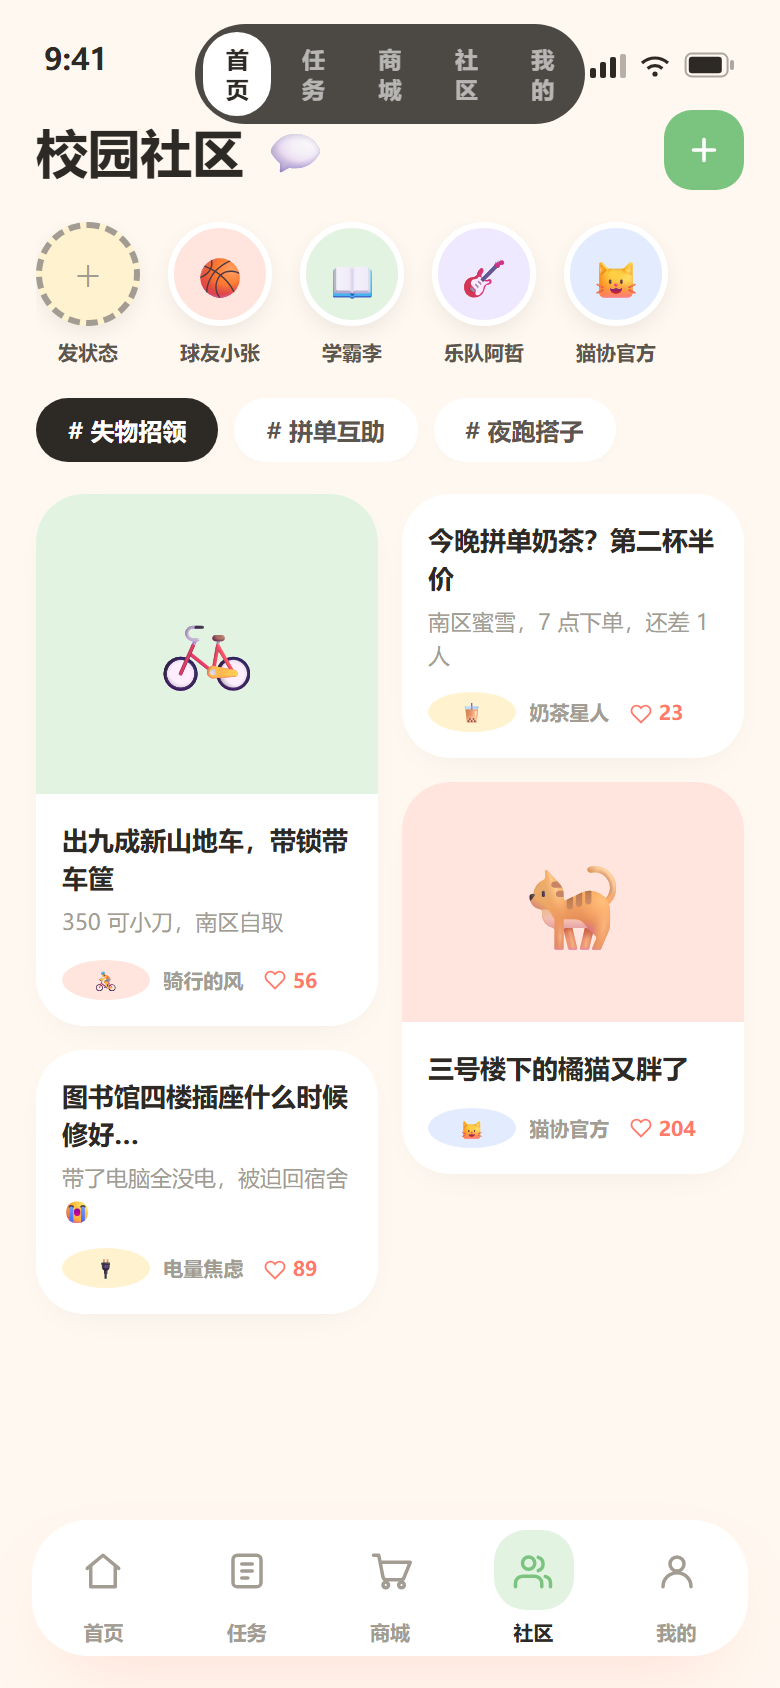 9:41
首页
任务
商城
社区
我的
校园社区
发状态
球友小张
学霸李
乐队阿哲
猫协官方
# 失物招领
# 拼单互助
# 夜跑搭子
出九成新山地车，带锁带
车筐
350 可小刀，南区自取
骑行的风
56
图书馆四楼插座什么时候
修好...
带了电脑全没电，被迫回宿舍
😭
电量焦虑
89
今晚拼单奶茶？第二杯半
价
南区蜜雪，7 点下单，还差 1
人
奶茶星人
23
三号楼下的橘猫又胖了
猫协官方
204
首页
任务
商城
社区
我的